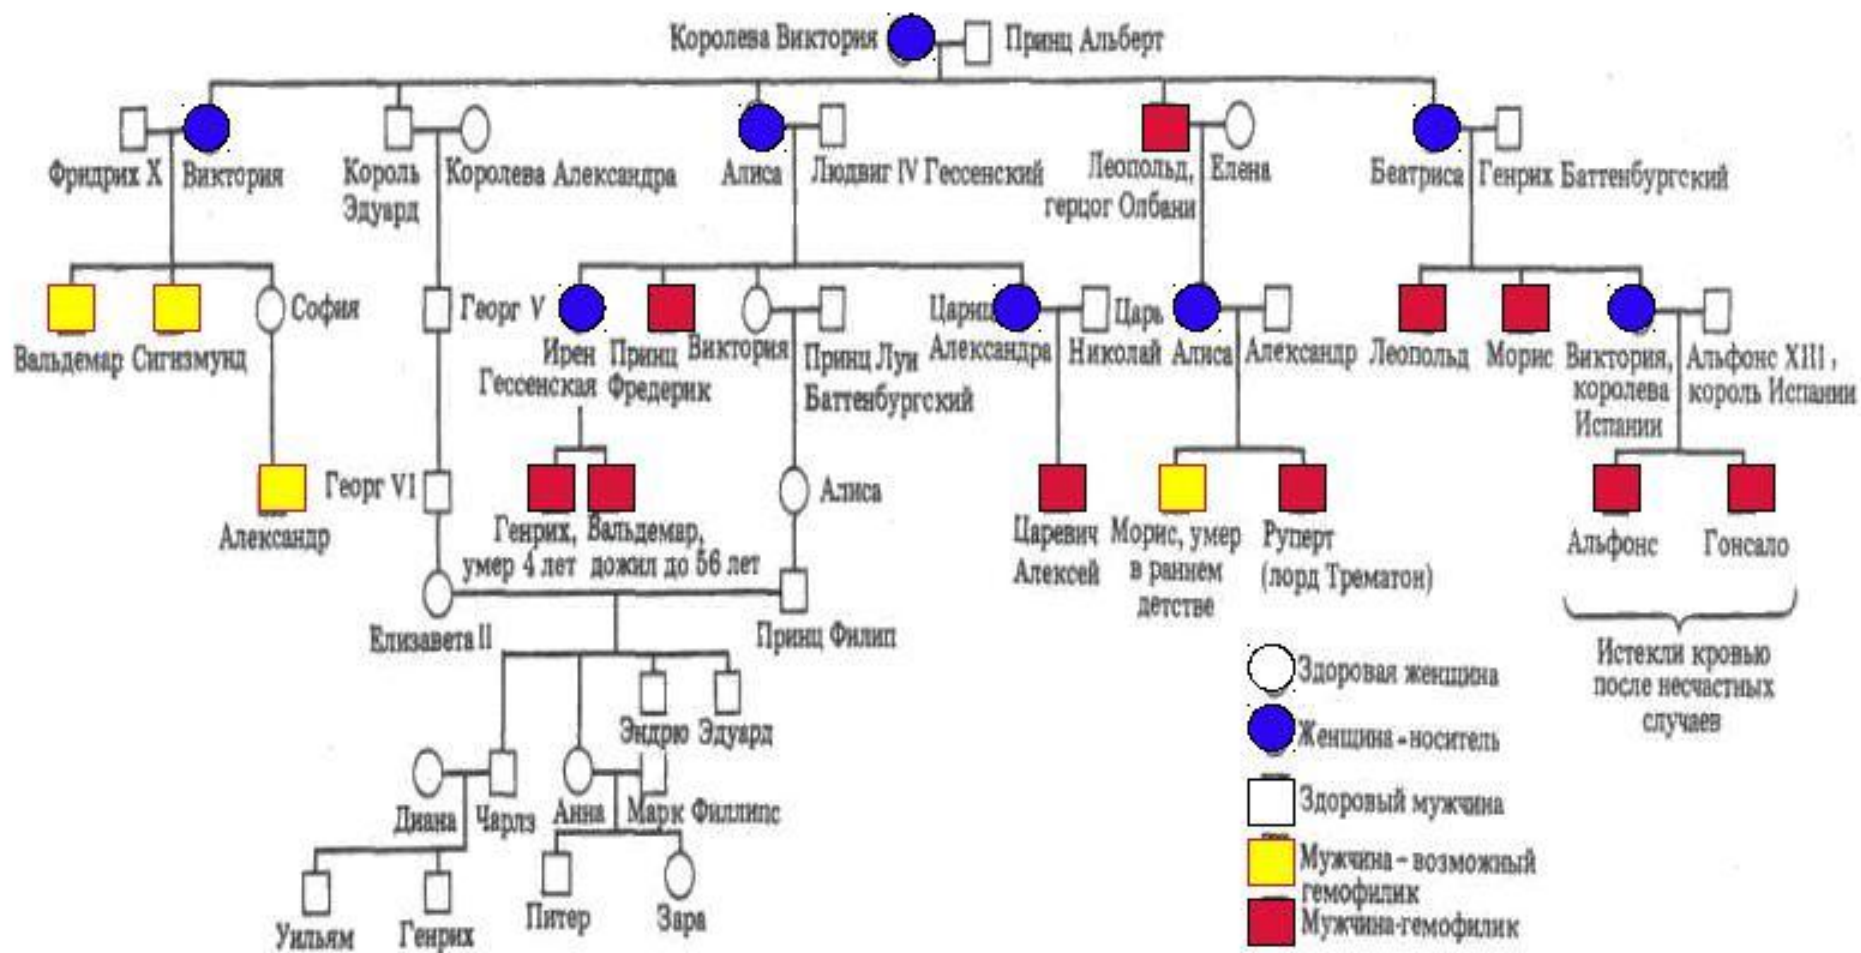 Королева Виктория
Принц Альберт
Фридрих X
Виктория
Король
Эдуард
Королева Александра
Алиса
Людвиг IV Гессенский
Леопольд,
герцог Олбани
Елена
Беатриса
Генрих Баттенбургский
Вальдемар
Сигизмунд
София
Георг V
Ирен
Гессенская
Принц
Фредерик
Виктория
Принц Луи
Баттенбургский
Цариц
Александра
Царь
Николай
Алиса
Александр
Леопольд
Морис
Виктория,
королева
Испании
Альфонс XIII,
король Испании
Александр
Георг VI
Генрих,
умер 4 лет
Вальдемар,
дожил до 56 лет
Алиса
Царевич
Алексей
Морис, умер
в раннем
детстве
Руперт
(лорд Трематон)
Альфонс
Гонсало
Истекли кровью
после несчастных
случаев
Елизавета II
Принц Филип
Эндрю
Эдуард
Диана
Чарлз
Анна
Марк Филлипс
Уильям
Генрих
Питер
Зара
Здоровая женщина
Женщина - носитель
Здоровый мужчина
Мужчина - возможный
гемофилик
Мужчина-гемофилик